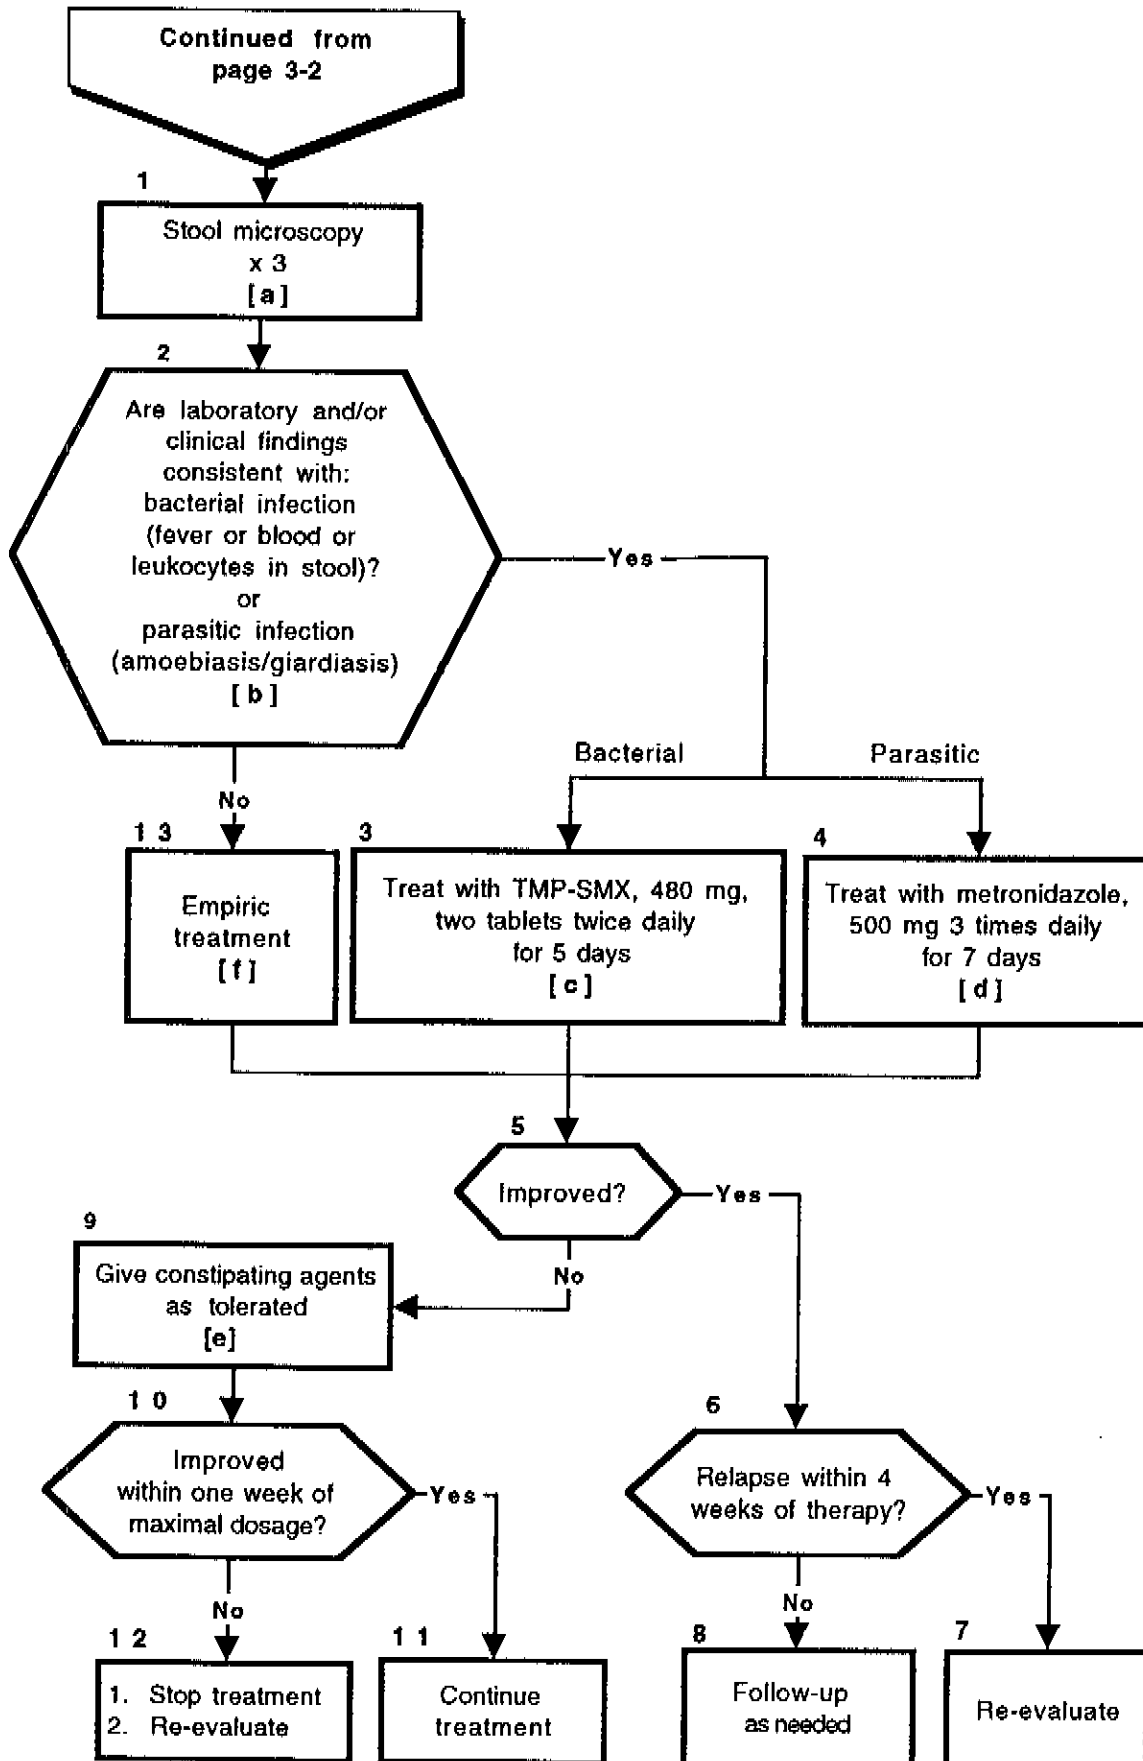 Continued from
page 3-2
1
Stool microscopy
x 3
[a]
2
Are laboratory and/or
clinical findings
consistent with:
bacterial infection
(fever or blood or
leukocytes in stool)?
or
parasitic infection
(amoebiasis/giardiasis)
[b]
Yes
Bacterial
Parasitic
No
13
Empiric
treatment
[f]
3
Treat with TMP-SMX, 480 mg,
two tablets twice daily
for 5 days
[c]
4
Treat with metronidazole,
500 mg 3 times daily
for 7 days
[d]
5
Improved?
Yes
No
9
Give constipating agents
as tolerated
[e]
10
Improved
within one week of
maximal dosage?
Yes
No
6
Relapse within 4
weeks of therapy?
Yes
No
12
1. Stop treatment
2. Re-evaluate
11
Continue
treatment
8
Follow-up
as needed
7
Re-evaluate